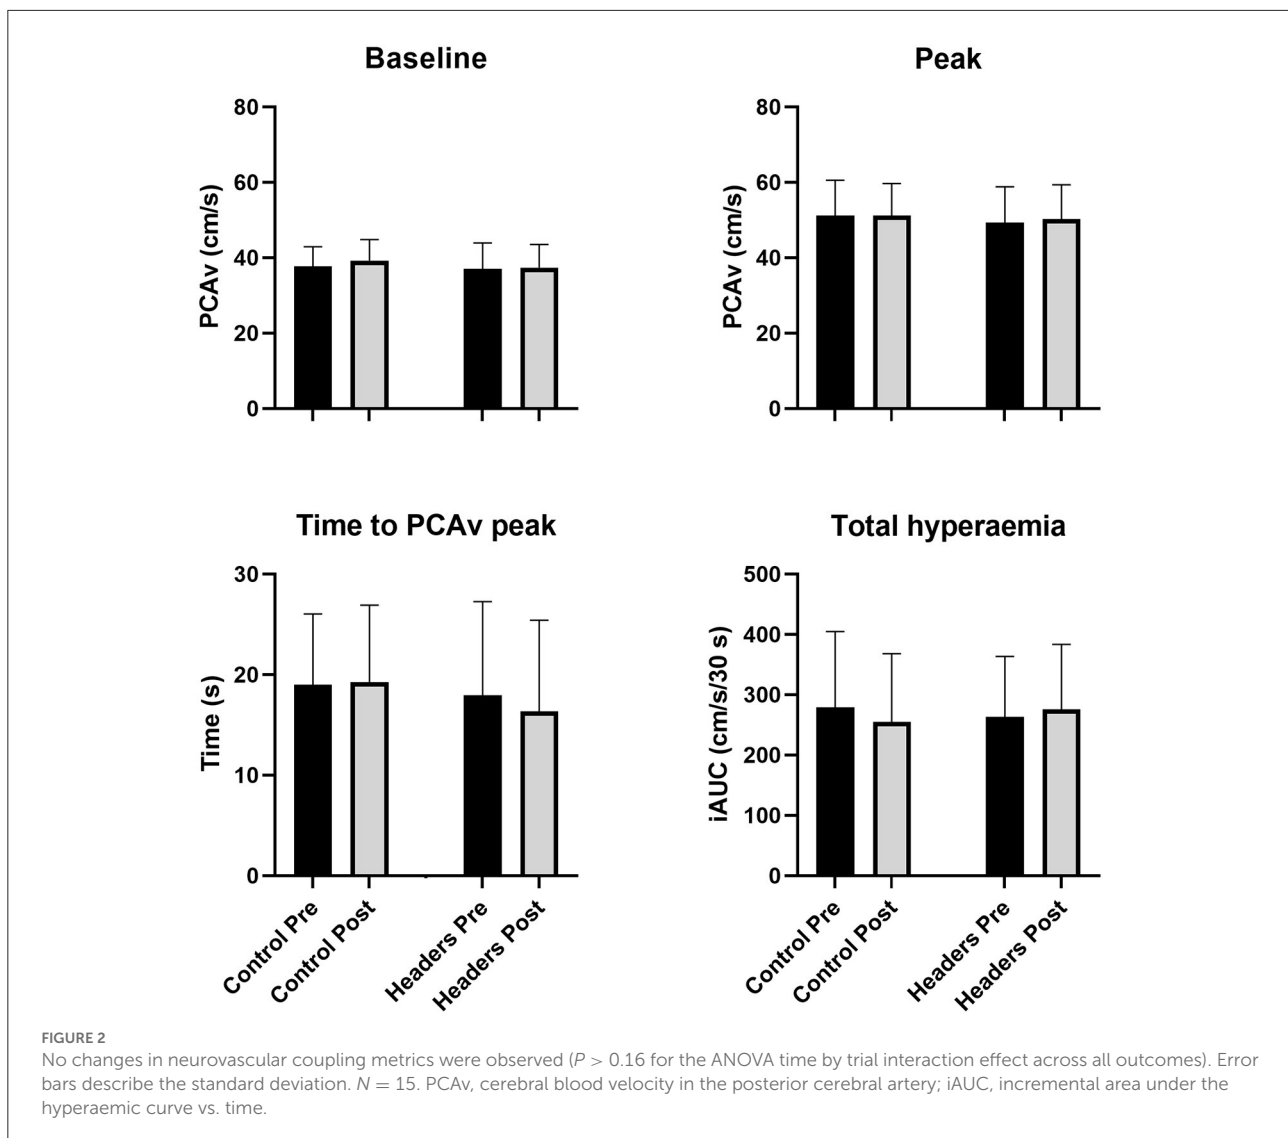 Baseline
80
60
40
20
0
PCAv (cm/s)
Peak
80
60
40
20
0
PCAv (cm/s)
Time to PCAv peak
30
20
10
0
Time (s)
Control Pre
Control Post
Headers Pre
Headers Post
Total hyperaemia
500
400
300
200
100
0
iAUC (cm/s/30 s)
Control Pre
Control Post
Headers Pre
Headers Post
FIGURE 2
No changes in neurovascular coupling metrics were observed (P > 0.16 for the ANOVA time by trial interaction effect across all outcomes). Error
bars describe the standard deviation. N = 15. PCAv, cerebral blood velocity in the posterior cerebral artery; iAUC, incremental area under the
hyperaemic curve vs. time.